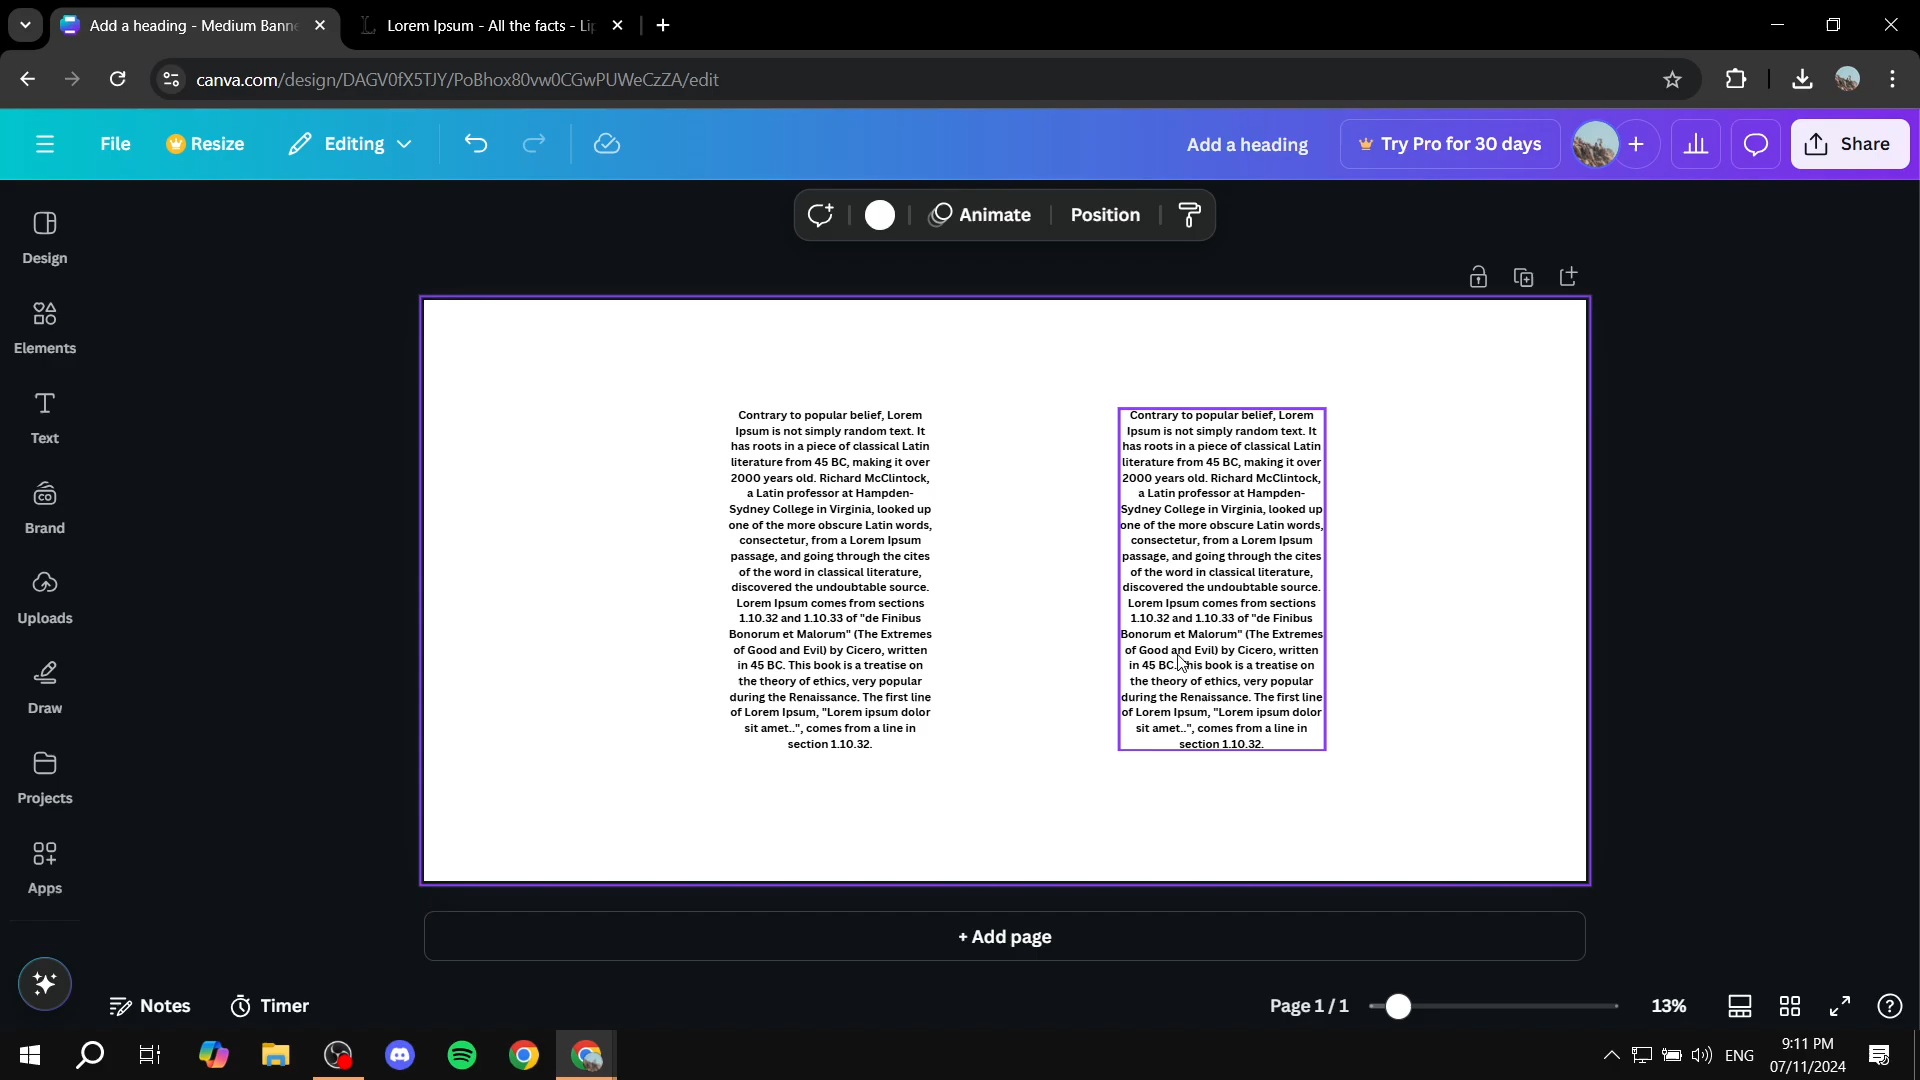 Add a heading - Medium Bann
Lorem Ipsum - All the facts - Li
canva.com/design/DAGV0fX5TJY/PoBhox80vw0CGwPUWeCzZA/edit
File
Resize
Editing
Add a heading
Try Pro for 30 days
Share
Animate
Position
Design
Elements
Text
Brand
Uploads
Draw
Projects
Apps
Contrary to popular belief, Lorem
Ipsum is not simply random text. It
has roots in a piece of classical Latin
literature from 45 BC, making it over
2000 years old. Richard McClintock,
a Latin professor at Hampden-
Sydney College in Virginia, looked up
one of the more obscure Latin words,
consectetur, from a Lorem Ipsum
passage, and going through the cites
of the word in classical literature,
discovered the undoubtable source.
Lorem Ipsum comes from sections
1.10.32 and 1.10.33 of "de Finibus
Bonorum et Malorum" (The Extremes
of Good and Evil) by Cicero, written
in 45 BC. This book is a treatise on
the theory of ethics, very popular
during the Renaissance. The first line
of Lorem Ipsum, "Lorem ipsum dolor
sit amet..", comes from a line in
section 1.10.32.
Contrary to popular belief, Lorem
Ipsum is not simply random text. It
has roots in a piece of classical Latin
literature from 45 BC, making it over
2000 years old. Richard McClintock,
a Latin professor at Hampden-
Sydney College in Virginia, looked up
one of the more obscure Latin words,
consectetur, from a Lorem Ipsum
passage, and going through the cites
of the word in classical literature,
discovered the undoubtable source.
Lorem Ipsum comes from sections
1.10.32 and 1.10.33 of "de Finibus
Bonorum et Malorum" (The Extremes
of Good and Evil) by Cicero, written
in 45 BC. This book is a treatise on
the theory of ethics, very popular
during the Renaissance. The first line
of Lorem Ipsum, "Lorem ipsum dolor
sit amet..", comes from a line in
section 1.10.32.
+ Add page
Notes
Timer
Page 1 / 1
13%
ENG
9:11 PM
07/11/2024